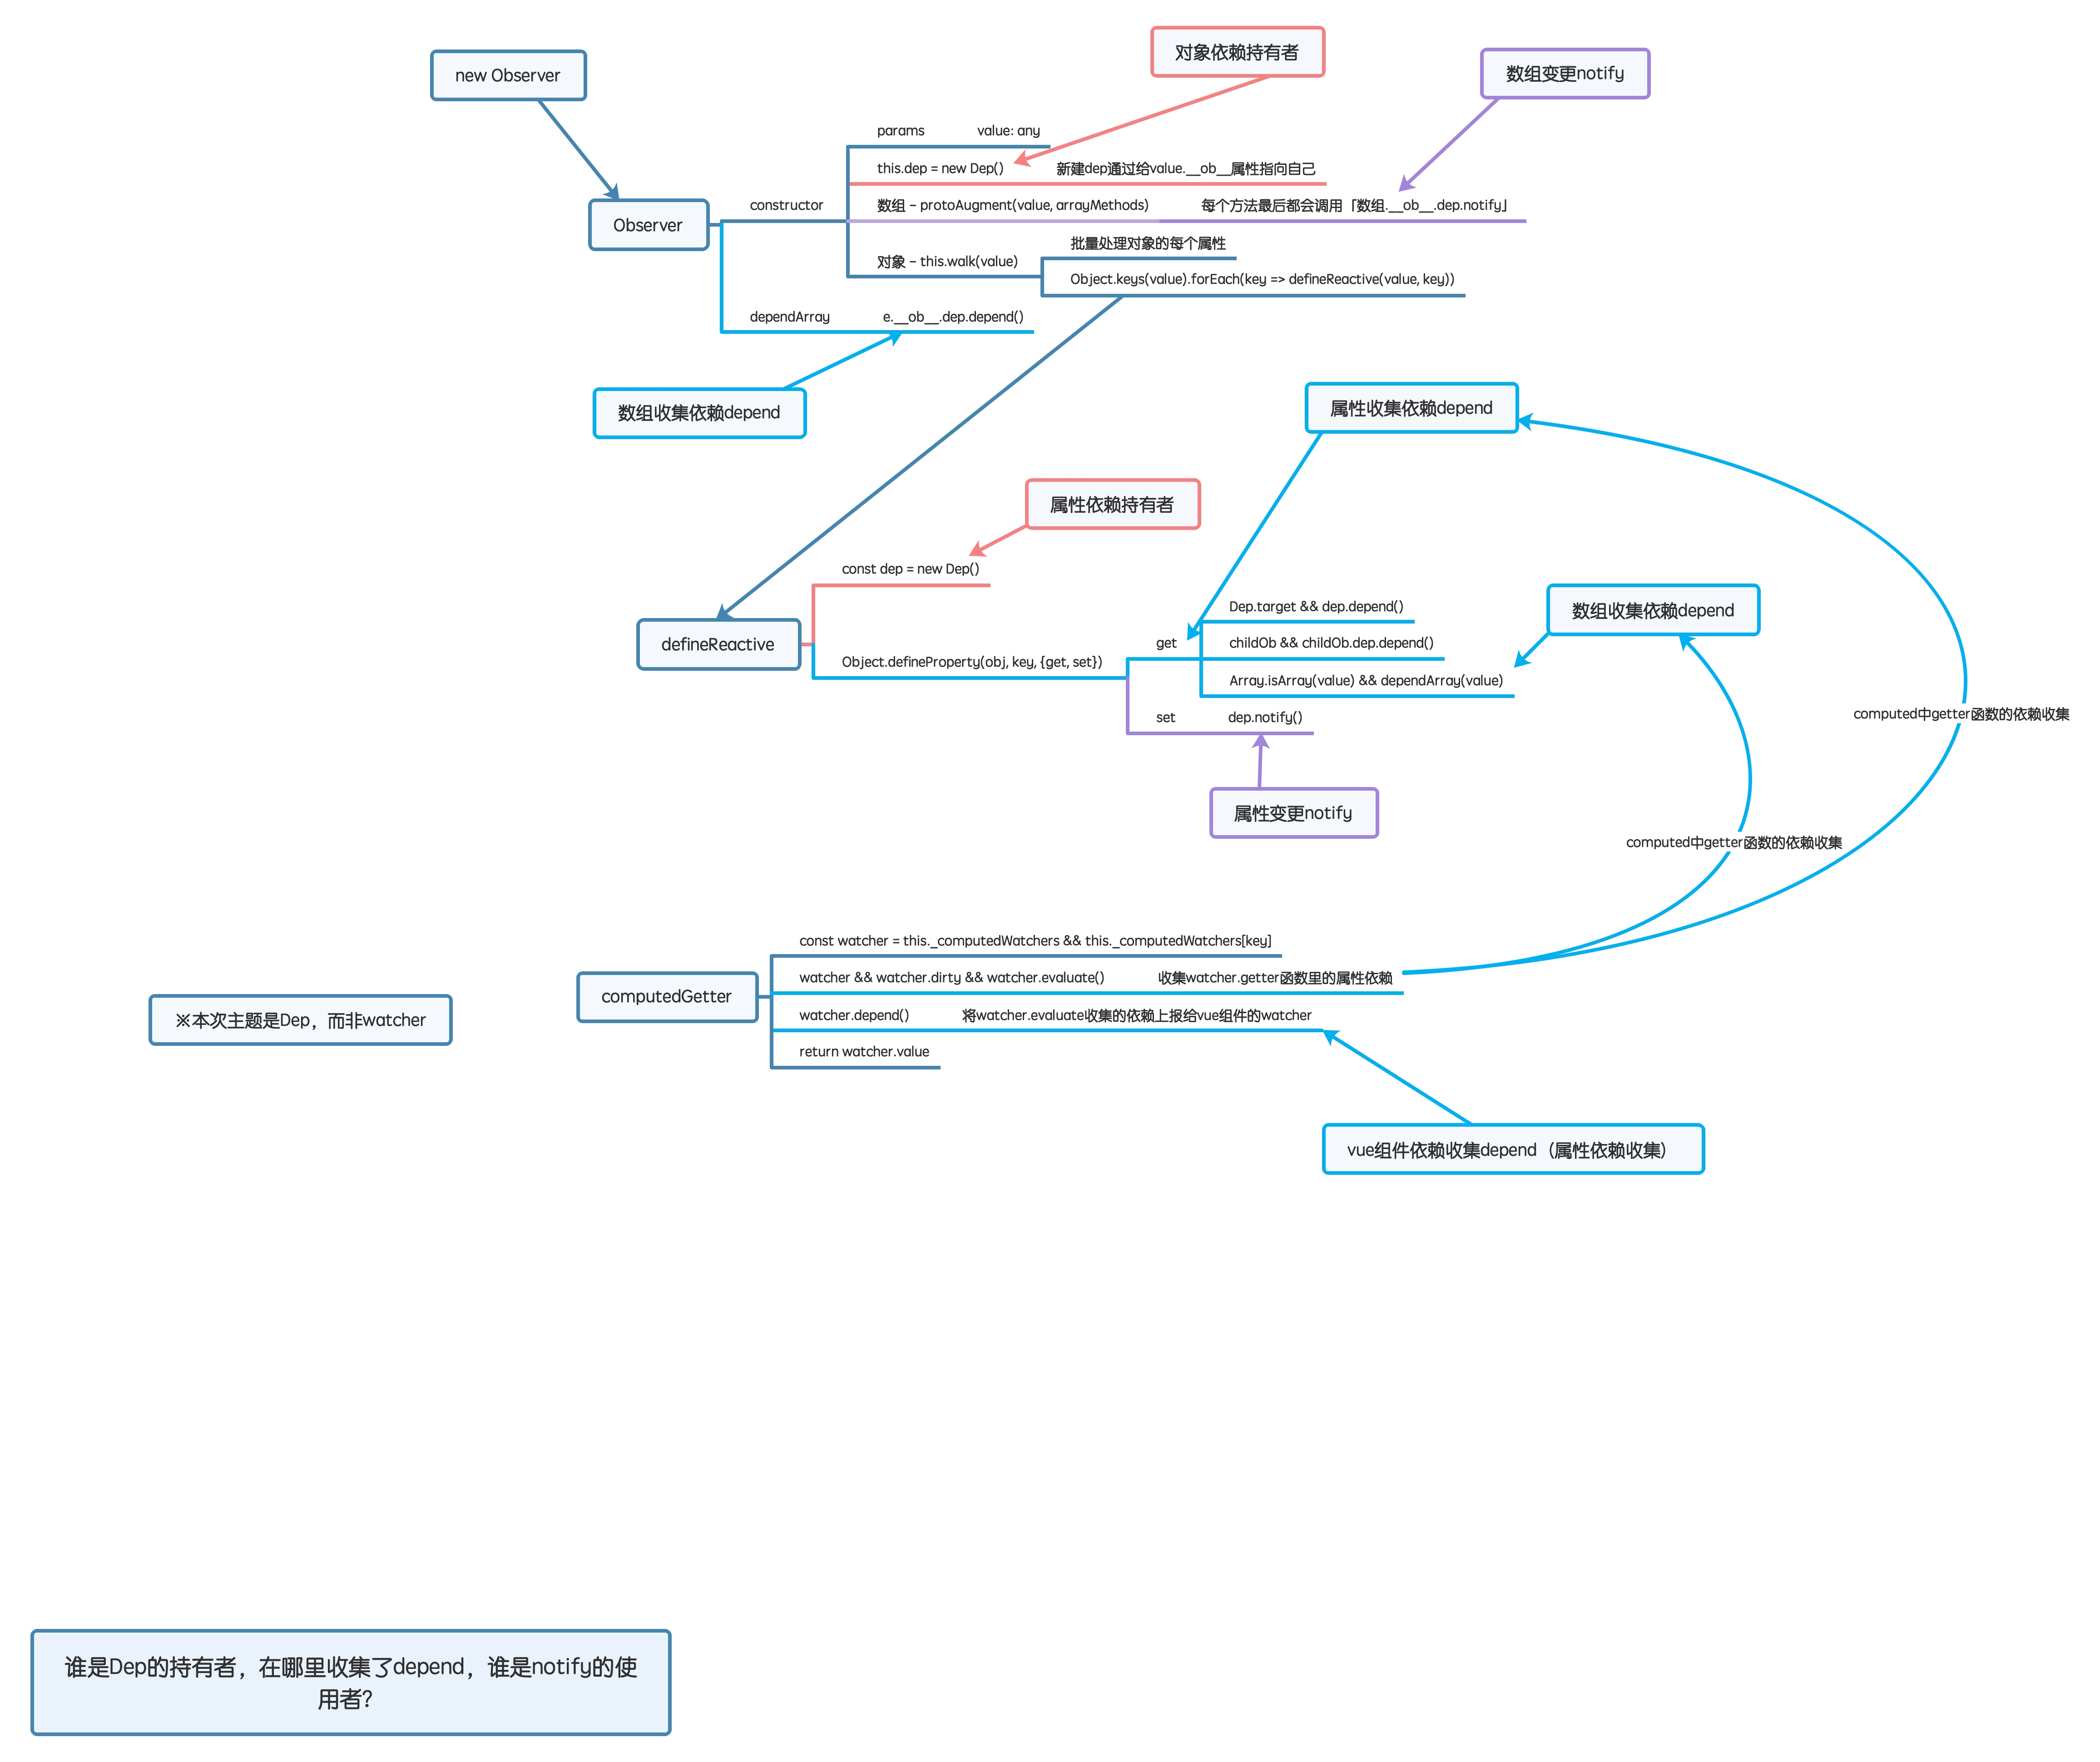 对象依赖持有者
new Observer
数组变更notify
params
value: any
this.dep = new Dep()
新建dep通过给value.__ob__属性指向自己
constructor
数组 - protoAugment(value, arrayMethods)
每个方法最后都会调用「数组.__ob__.dep.notify」
Observer
批量处理对象的每个属性
对象 - this.walk(value)
Object.keys(value).forEach(key => defineReactive(value, key))
dependArray
e.__ob__.dep.depend()
数组收集依赖depend
属性收集依赖depend
属性依赖持有者
const dep = new Dep()
Dep.target && dep.depend()
数组收集依赖depend
defineReactive
get
childOb && childOb.dep.depend()
Object.defineProperty(obj, key, {get, set})
Array.isArray(value) && dependArray(value)
set
dep.notify()
computed中getter函数的依赖收集
属性变更notify
computed中getter函数的依赖收集
const watcher = this._computedWatchers && this._computedWatchers[key]
watcher && watcher.dirty && watcher.evaluate()
收集watcher.getter函数里的属性依赖
computedGetter
watcher.depend()
将watcher.evaluate收集的依赖上报给vue组件的watcher
※本次主题是Dep，而非watcher
return watcher.value
vue组件依赖收集depend（属性依赖收集）
谁是Dep的持有者，在哪里收集了depend，谁是notify的使
用者？